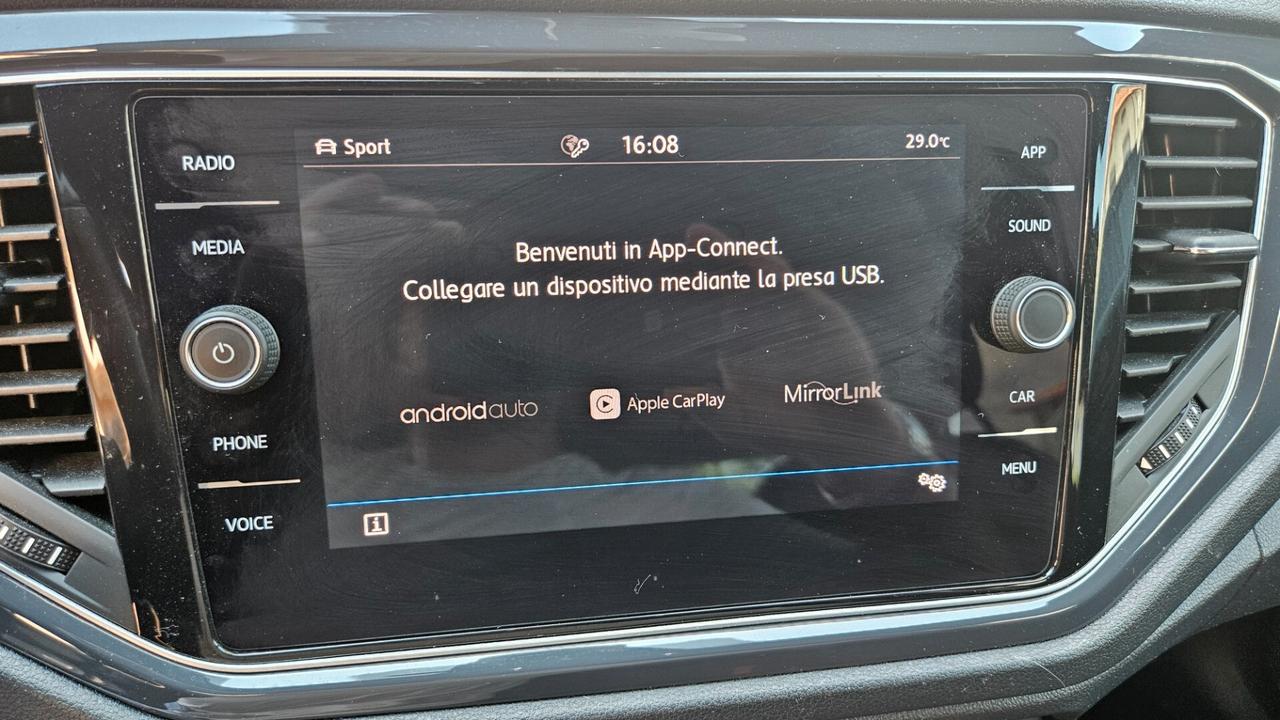 RADIO
MEDIA
PHONE
VOICE
Sport 16:08 29.0°C
Benvenuti in App-Connect.
Collegare un dispositivo mediante la presa USB.
androidauto Apple CarPlay MirrorLink
i
APP
SOUND
CAR
MENU